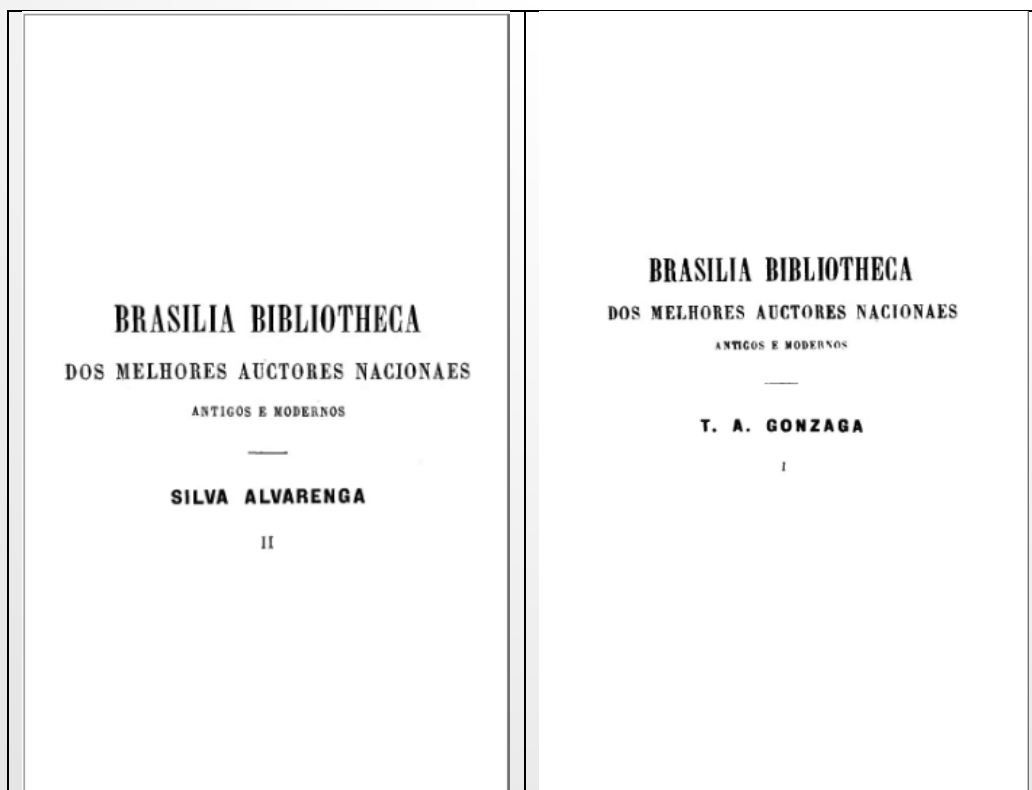 BRASILIA BIBLIOTHECA
DOS MELHORES AUCTORES NACIONAES
ANTIGOS E MODERNOS
SILVA ALVARENGA
II
BRASILIA BIBLIOTHECA
DOS MELHORES AUCTORES NACIONAES
ANTIGOS E MODERNOS
T. A. GONZAGA
I